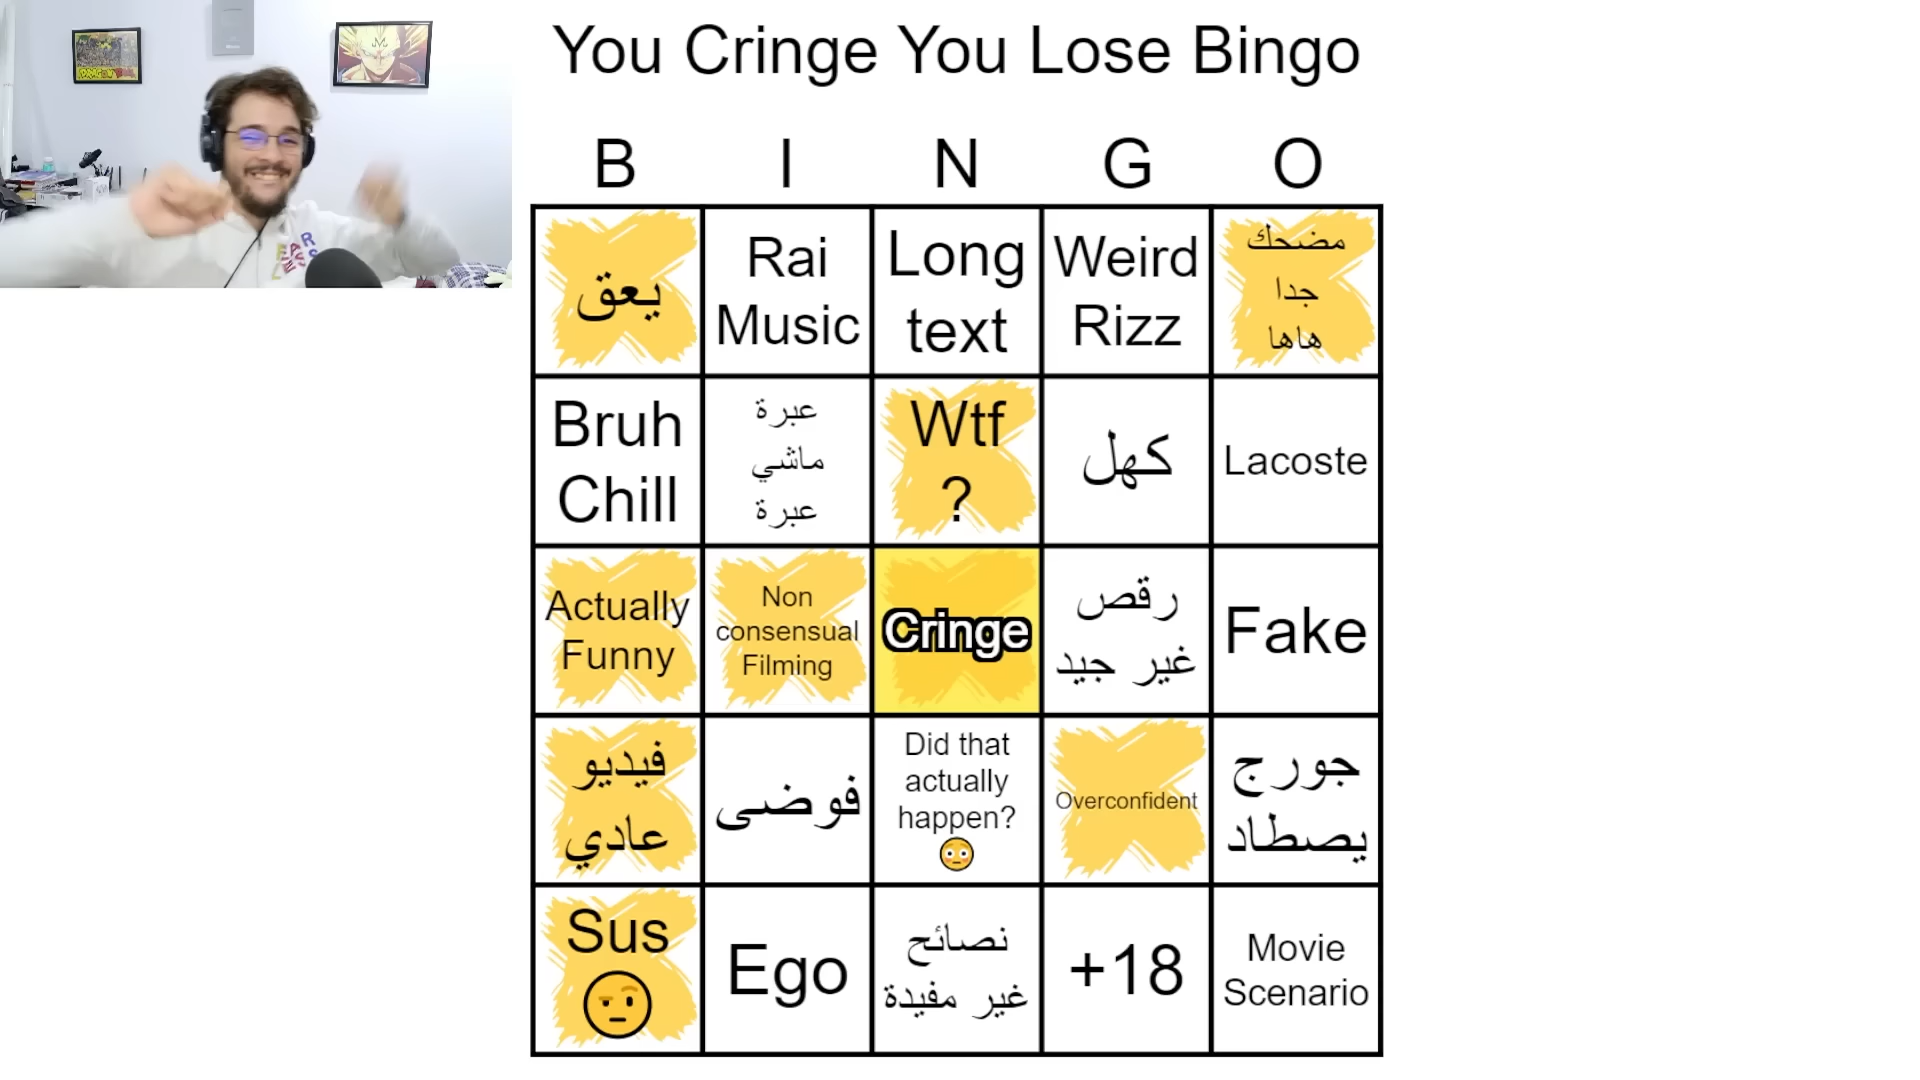 You Cringe You Lose Bingo
B I N G O
يعق
Rai
Music
Long
text
Weird
Rizz
مضحك
جدا
هاها
Bruh
Chill
عبرة
ماشي
عبرة
Wtf
?
كهل
Lacoste
Actually
Funny
Non
consensual
Filming
Cringe
رقص
غير جيد
Fake
فيديو
عادي
فوضى
Did that
actually
happen?
Overconfident
جورج
يصطاد
Sus
Ego
نصائح
غير مفيدة
+18
Movie
Scenario